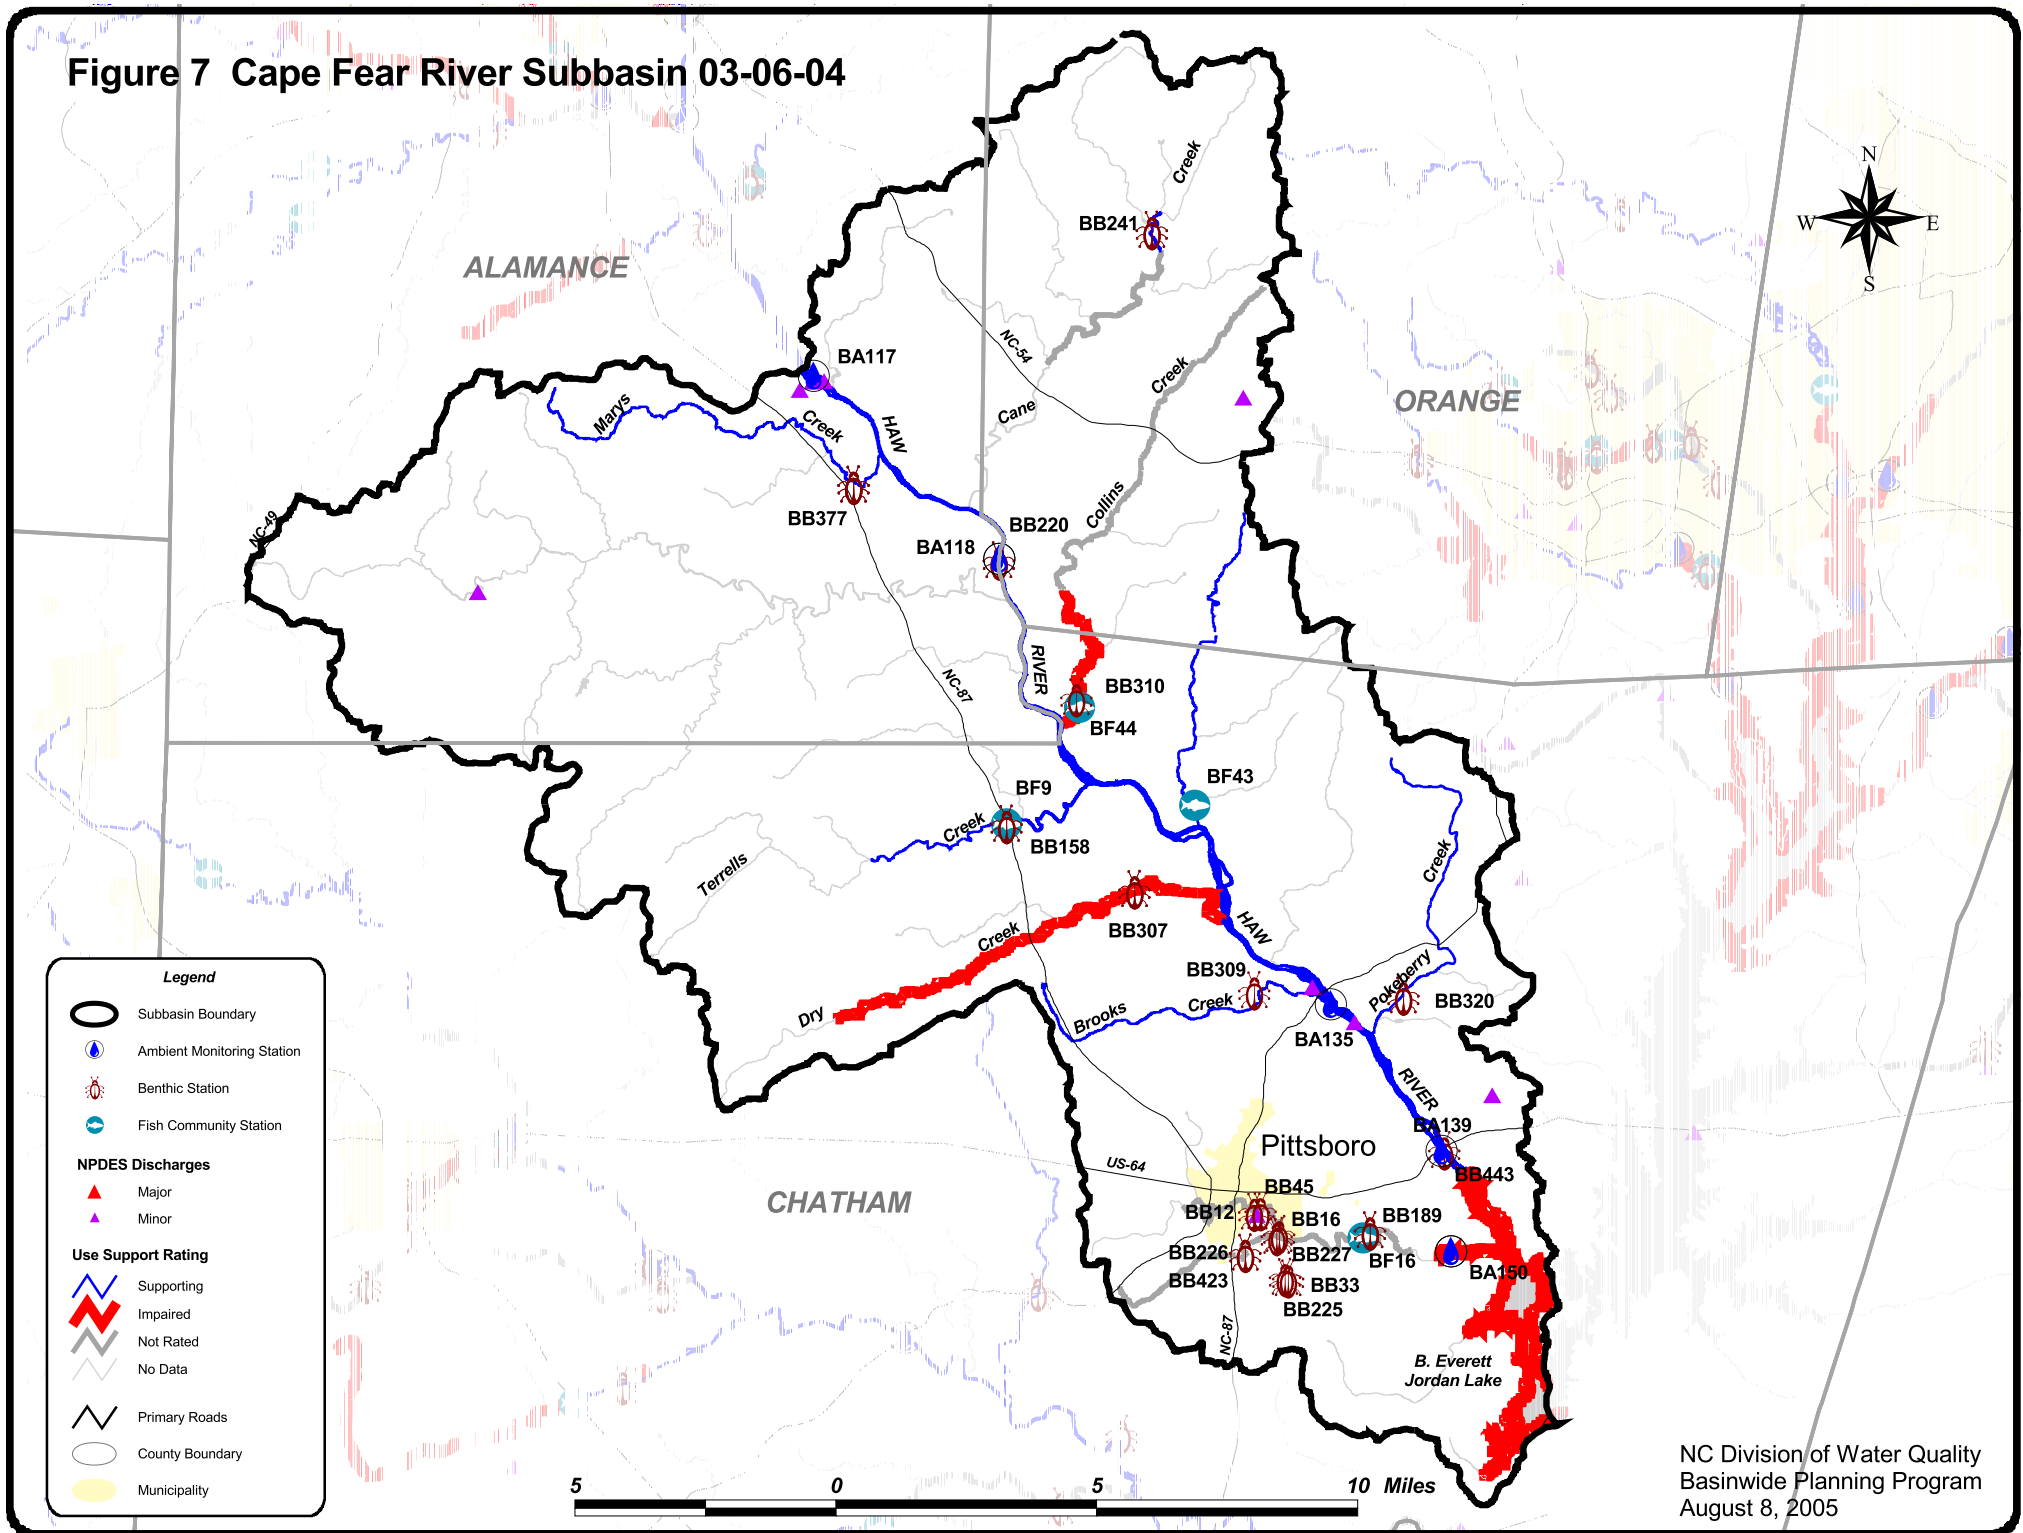 Figure 7 Cape Fear River Subbasin 03-06-04
N
W
E
S
Creek
BB241
ALAMANCE
NC-54
BA117
Creek
ORANGE
Marys
Creek
HAW
Cane
Collins
NC-49
BB377
BB220
BA118
RIVER
NC-87
BB310
BF44
BF43
BF9
Creek
BB158
Terrells
Creek
BB307
Creek
HAW
BB309
Pokeberry
BB320
Dry
Brooks
Creek
BA135
RIVER
BA139
Pittsboro
US-64
BB443
BB45
CHATHAM
BB12
BB16
BB189
BB226
BB227
BF16
BA150
BB423
BB33
BB225
NC-87
B. Everett
Jordan Lake
Legend
Subbasin Boundary
Ambient Monitoring Station
Benthic Station
Fish Community Station
NPDES Discharges
Major
Minor
Use Support Rating
Supporting
Impaired
Not Rated
No Data
Primary Roads
County Boundary
Municipality
5 0 5 10 Miles
NC Division of Water Quality
Basinwide Planning Program
August 8, 2005